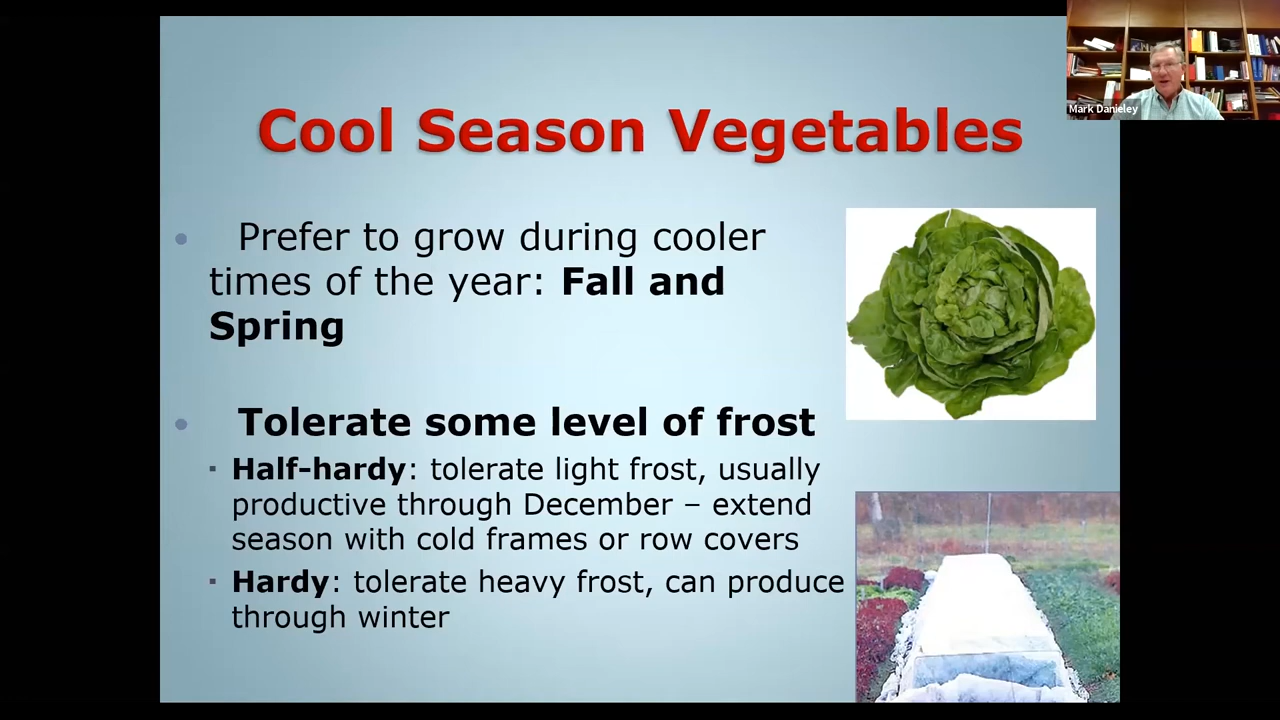 Cool Season Vegetables
Mark Danieley
• Prefer to grow during cooler
times of the year: Fall and
Spring
• Tolerate some level of frost
▪ Half-hardy: tolerate light frost, usually
productive through December – extend
season with cold frames or row covers
▪ Hardy: tolerate heavy frost, can produce
through winter